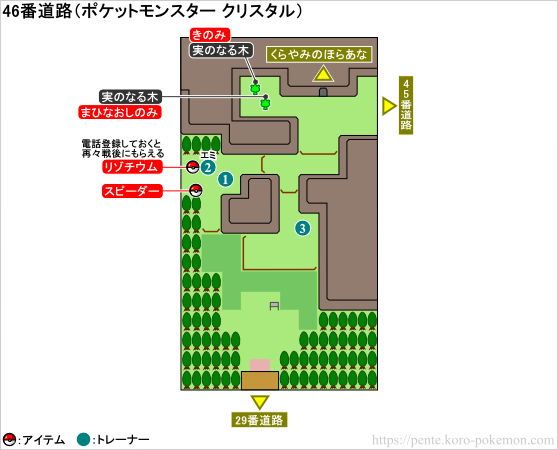 46番道路（ポケットモンスター クリスタル）
きのみ
実のなる木
くらやみのほらあな
実のなる木
まひなおしのみ
45番道路
電話登録しておくと
再々戦後にもらえる
エミ
リゾチウム
2
1
スピーダー
3
29番道路
：アイテム
：トレーナー
https://pente.koro-pokemon.com/